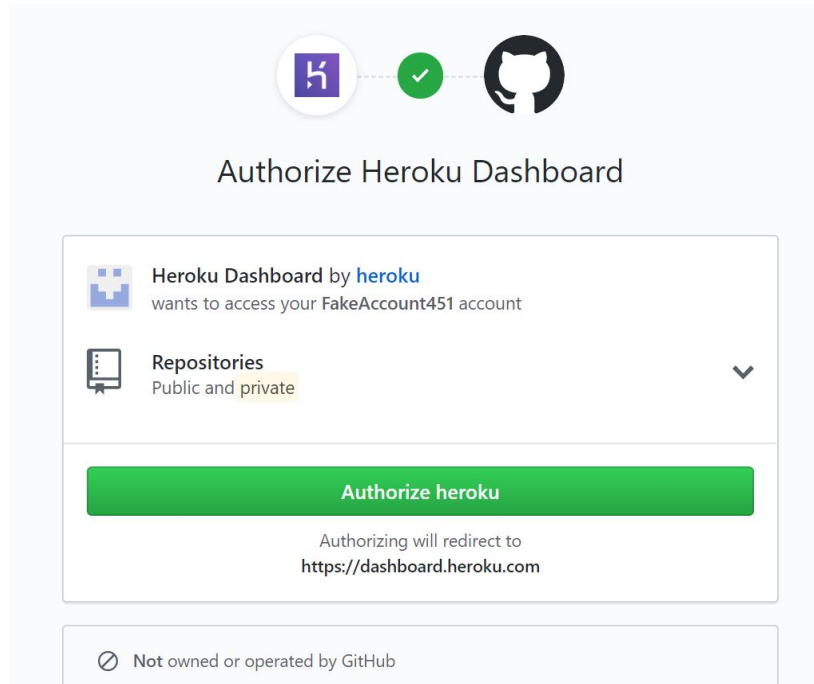 Authorize Heroku Dashboard
Heroku Dashboard by heroku
wants to access your FakeAccount451 account
Repositories
Public and private
Authorize heroku
Authorizing will redirect to
https://dashboard.heroku.com
Not owned or operated by GitHub